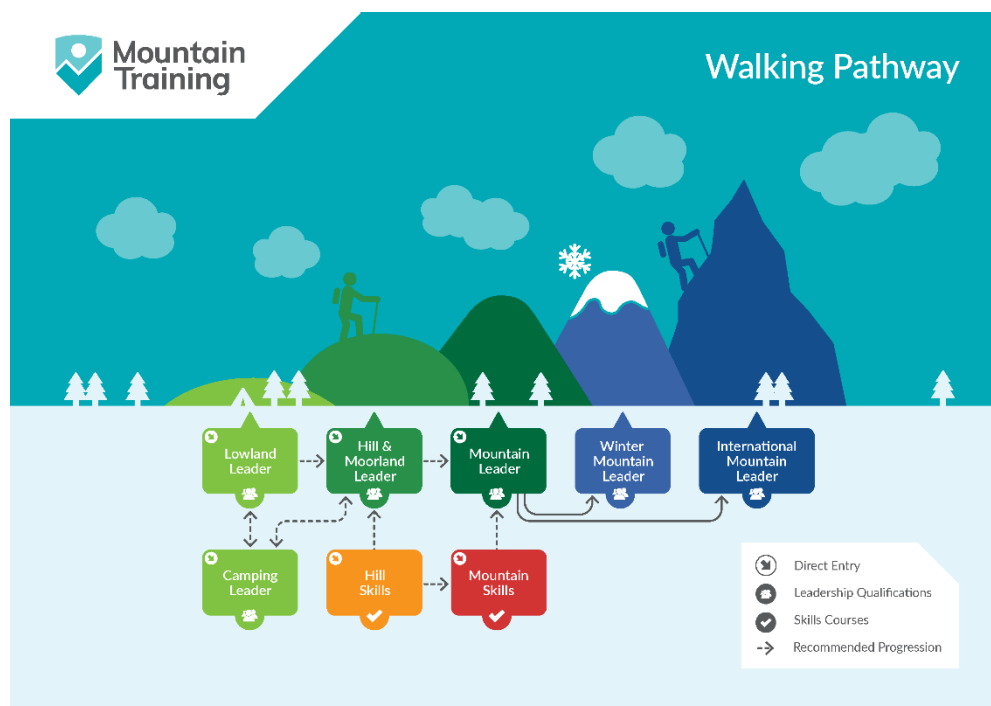 Mountain
Training
Walking Pathway
Lowland
Leader
Hill &
Moorland
Leader
Mountain
Leader
Winter
Mountain
Leader
International
Mountain
Leader
Camping
Leader
Hill
Skills
Mountain
Skills
Direct Entry
Leadership Qualifications
Skills Courses
Recommended Progression